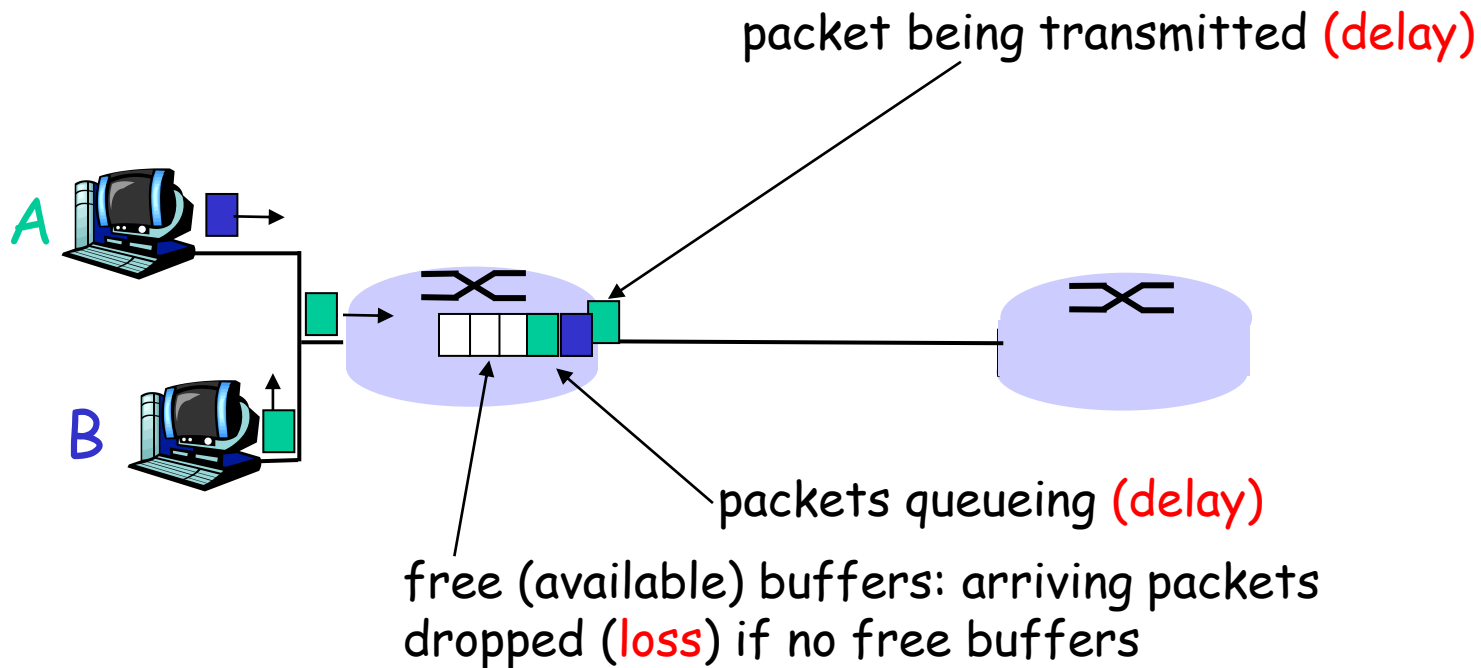 packet being transmitted (delay)
A
B
packets queueing (delay)
free (available) buffers: arriving packets
dropped (loss) if no free buffers